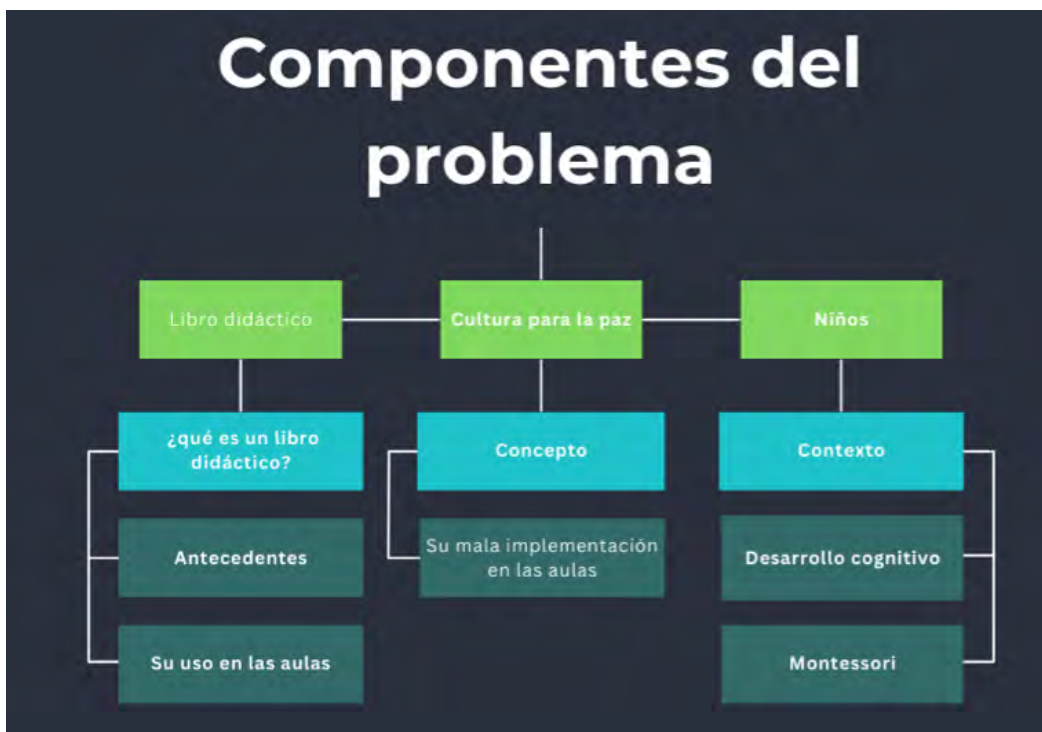 Componentes del
problema
Libro didáctico
Cultura para la paz
Niños
¿qué es un libro
didáctico?
Concepto
Contexto
Antecedentes
Su mala implementación
en las aulas
Desarrollo cognitivo
Su uso en las aulas
Montessori